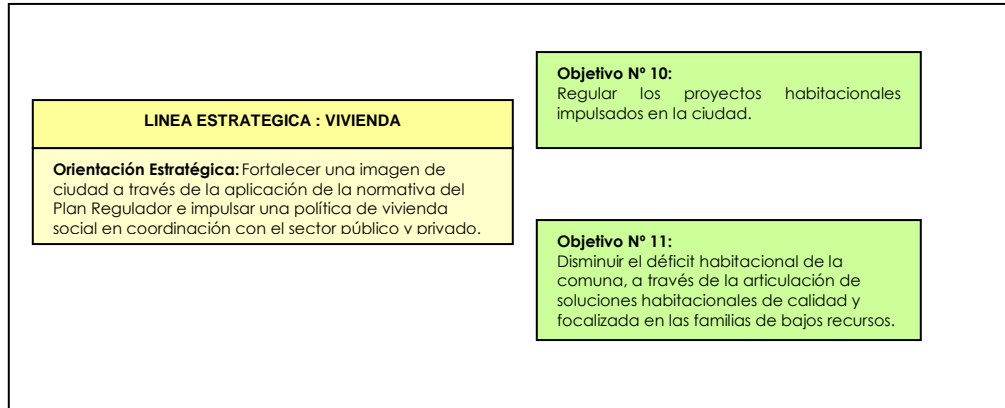 LINEA ESTRATEGICA : VIVIENDA
Orientación Estratégica: Fortalecer una imagen de
ciudad a través de la aplicación de la normativa del
Plan Regulador e impulsar una política de vivienda
social en coordinación con el sector público y privado.
Objetivo Nº 10:
Regular los proyectos habitacionales
impulsados en la ciudad.
Objetivo Nº 11:
Disminuir el déficit habitacional de la
comuna, a través de la articulación de
soluciones habitacionales de calidad y
focalizada en las familias de bajos recursos.